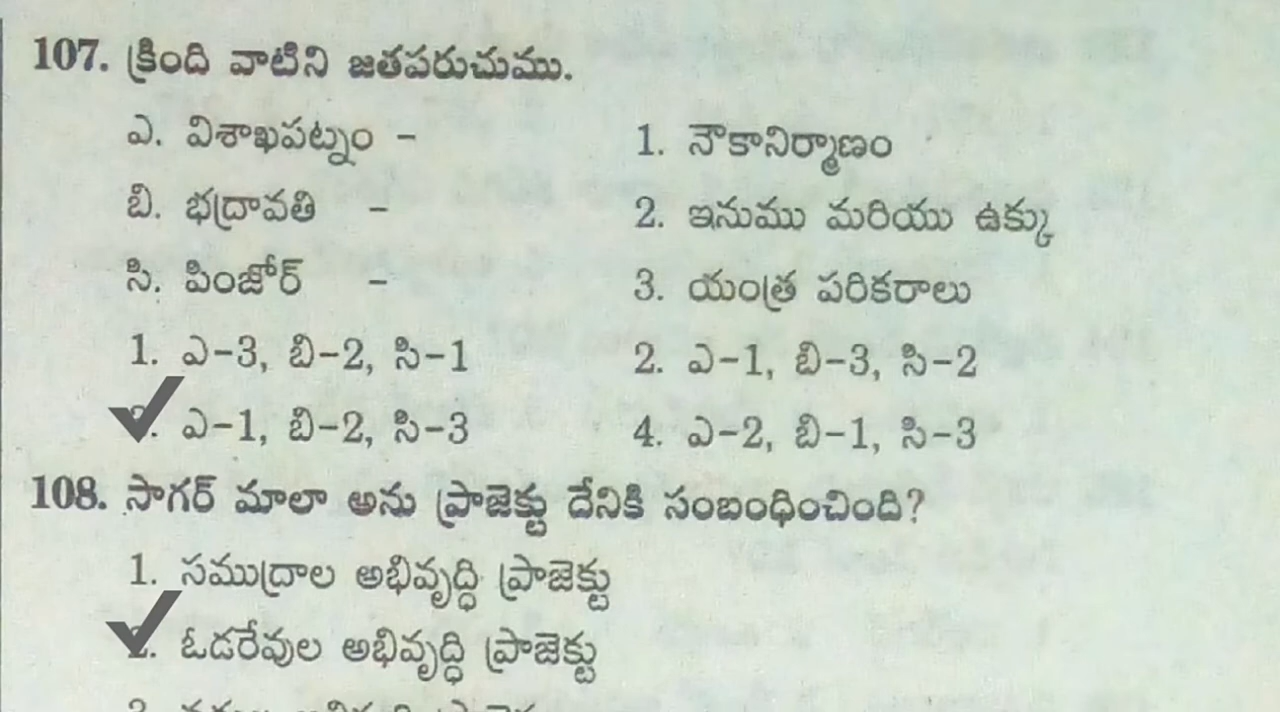 107. క్రింది వాటిని జతపరుచుము.
ఎ. విశాఖపట్నం - 1. నౌకానిర్మాణం
బి. భద్రావతి - 2. ఇనుము మరియు ఉక్కు
సి. పింజోర్ - 3. యంత్ర పరికరాలు
1. ఎ-3, బి-2, సి-1 2. ఎ-1, బి-3, సి-2
ఎ-1, బి-2, సి-3 4. ఎ-2, బి-1, సి-3
108. సాగర్ మాలా అను ప్రాజెక్టు దేనికి సంబంధించింది?
1. సముద్రాల అభివృద్ధి ప్రాజెక్టు
2. ఓడరేవుల అభివృద్ధి ప్రాజెక్టు